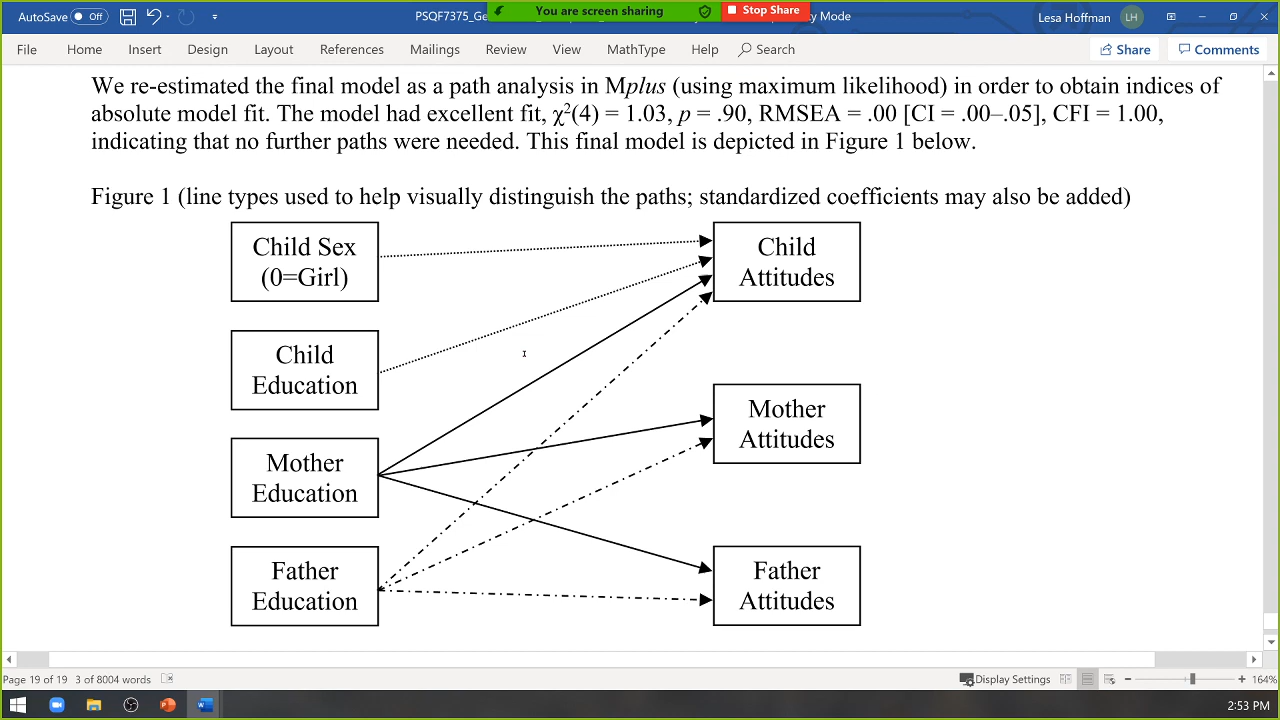 AutoSave Off PSQF7375_Ge You are screen sharing Stop Share y Mode Lesa Hoffman LH
File Home Insert Design Layout References Mailings Review View MathType Help Search Share Comments
We re-estimated the final model as a path analysis in Mplus (using maximum likelihood) in order to obtain indices of
absolute model fit. The model had excellent fit, χ²(4) = 1.03, p = .90, RMSEA = .00 [CI = .00–.05], CFI = 1.00,
indicating that no further paths were needed. This final model is depicted in Figure 1 below.
Figure 1 (line types used to help visually distinguish the paths; standardized coefficients may also be added)
Child Sex
(0=Girl)
Child
Education
Mother
Education
Father
Education
Child
Attitudes
Mother
Attitudes
Father
Attitudes
Page 19 of 19 3 of 8004 words Display Settings 164%
2:53 PM